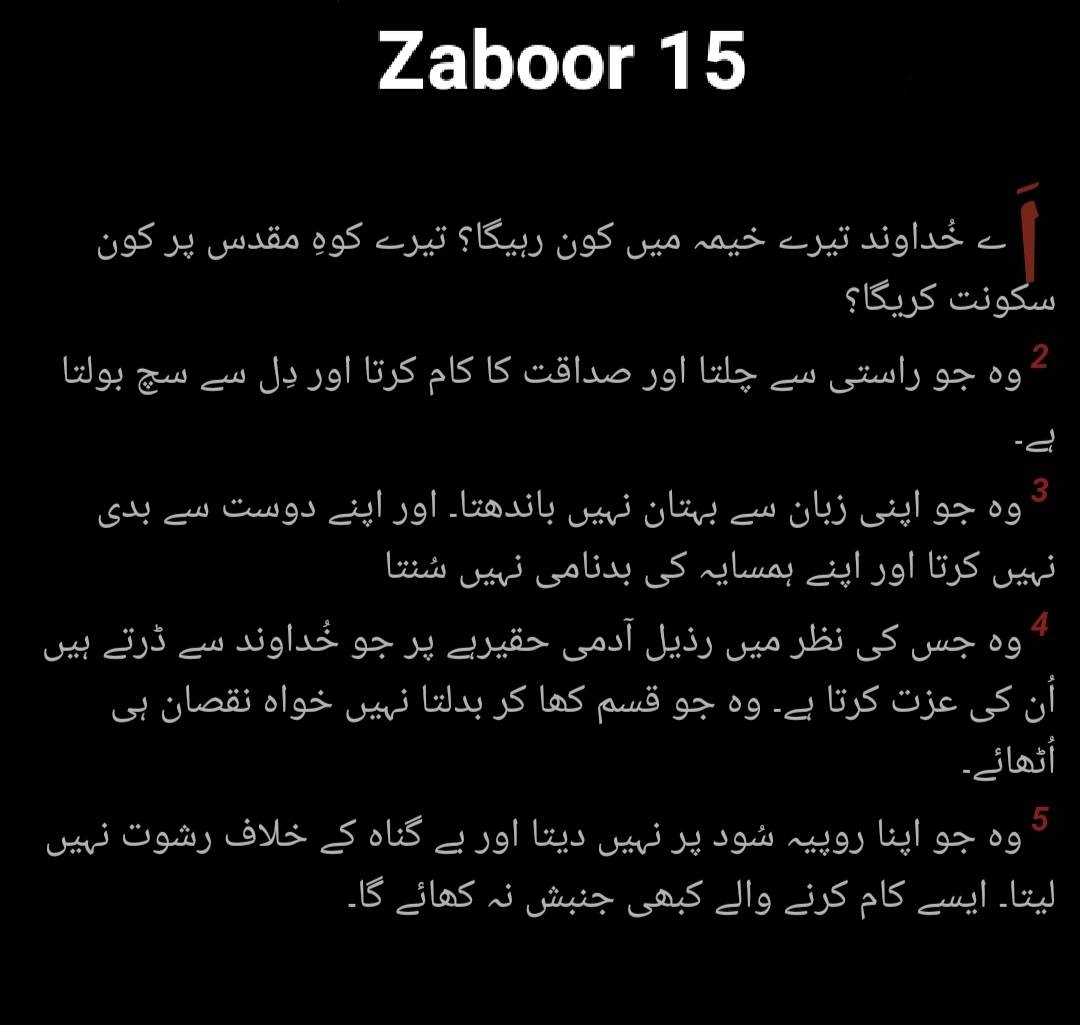 Zaboor 15
اَے خُداوند تیرے خیمہ میں کون رہیگا؟ تیرے کوہِ مقدس پر کون
سکونت کریگا؟
2 وہ جو راستی سے چلتا اور صداقت کا کام کرتا اور دِل سے سچ بولتا
ہے۔
3 وہ جو اپنی زبان سے بہتان نہیں باندھتا۔ اور اپنے دوست سے بدی
نہیں کرتا اور اپنے ہمسایہ کی بدنامی نہیں سُنتا
4 وہ جس کی نظر میں رذیل آدمی حقیرہے پر جو خُداوند سے ڈرتے ہیں
اُن کی عزت کرتا ہے۔ وہ جو قسم کھا کر بدلتا نہیں خواہ نقصان ہی
اُٹھائے۔
5 وہ جو اپنا روپیہ سُود پر نہیں دیتا اور بے گناہ کے خلاف رشوت نہیں
لیتا۔ ایسے کام کرنے والے کبھی جنبش نہ کھائے گا۔